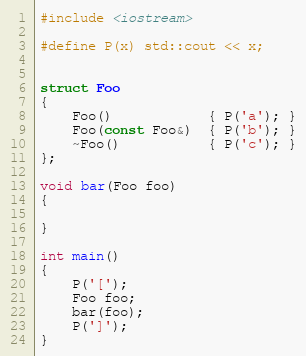 1 #include <iostream>
2
3 #define P(x) std::cout << x;
4
5
6 struct Foo
7 {
8     Foo()            { P('a'); }
9     Foo(const Foo&)  { P('b'); }
10     ~Foo()           { P('c'); }
11 };
12
13 void bar(Foo foo)
14 {
15
16 }
17
18 int main()
19 {
20     P('[');
21     Foo foo;
22     bar(foo);
23     P(']');
24 }